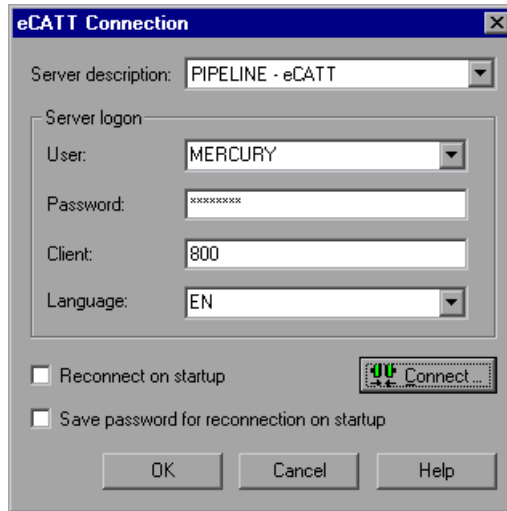 eCATT Connection
Server description: PIPELINE - eCATT
Server logon
User: MERCURY
Password: ********
Client: 800
Language: EN
Reconnect on startup Connect...
Save password for reconnection on startup
OK Cancel Help